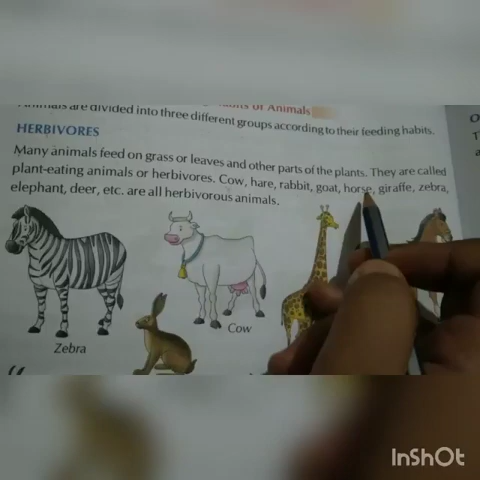 of Animals
Animals are divided into three different groups according to their feeding habits.
HERBIVORES
Many animals feed on grass or leaves and other parts of the plants. They are called
plant-eating animals or herbivores. Cow, hare, rabbit, goat, horse, giraffe, zebra,
elephant, deer, etc. are all herbivorous animals.
Cow
Zebra
InShOt